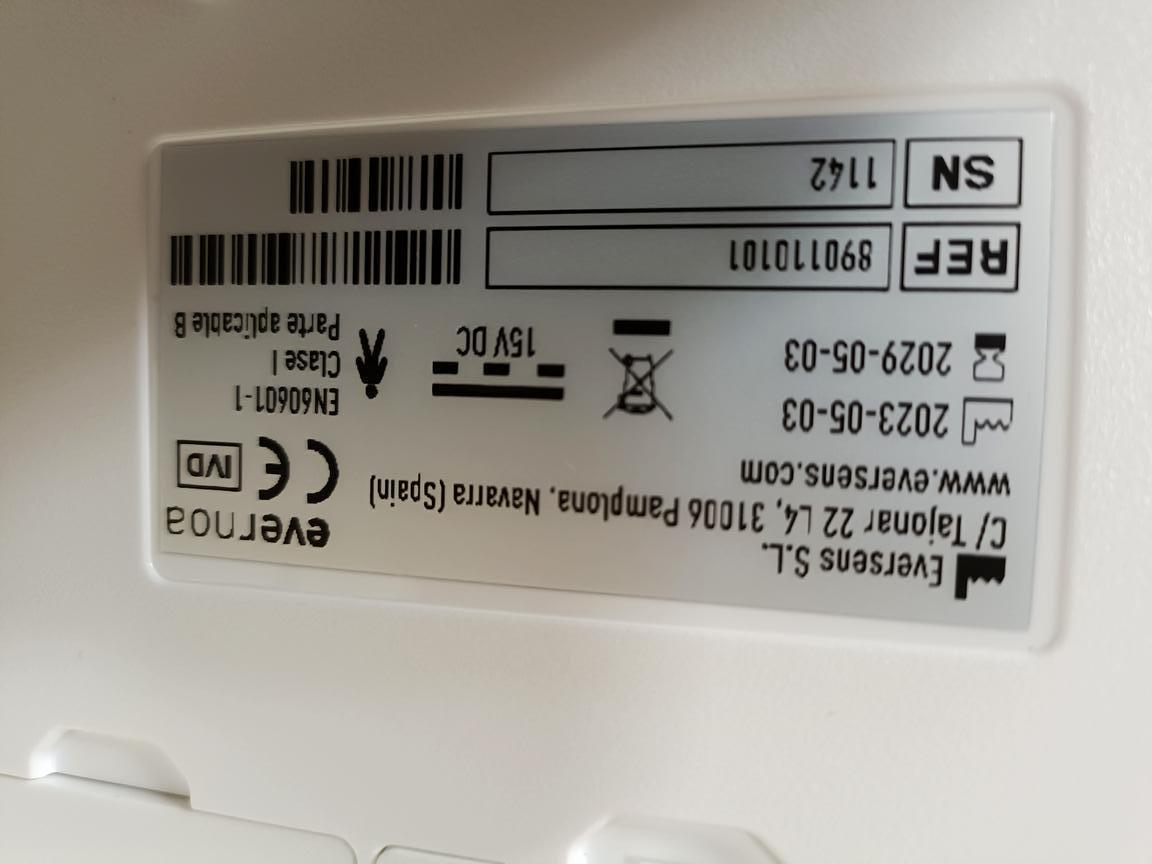 Eversens S.L.
C/ Tajonar 22 L4, 31006 Pamplona, Navarra (Spain)
www.eversens.com
2023-05-03
2029-05-03
evernoa
CE IVD
EN60601-1
Clase I
Parte aplicable B
15V DC
REF 890110101
SN 1142